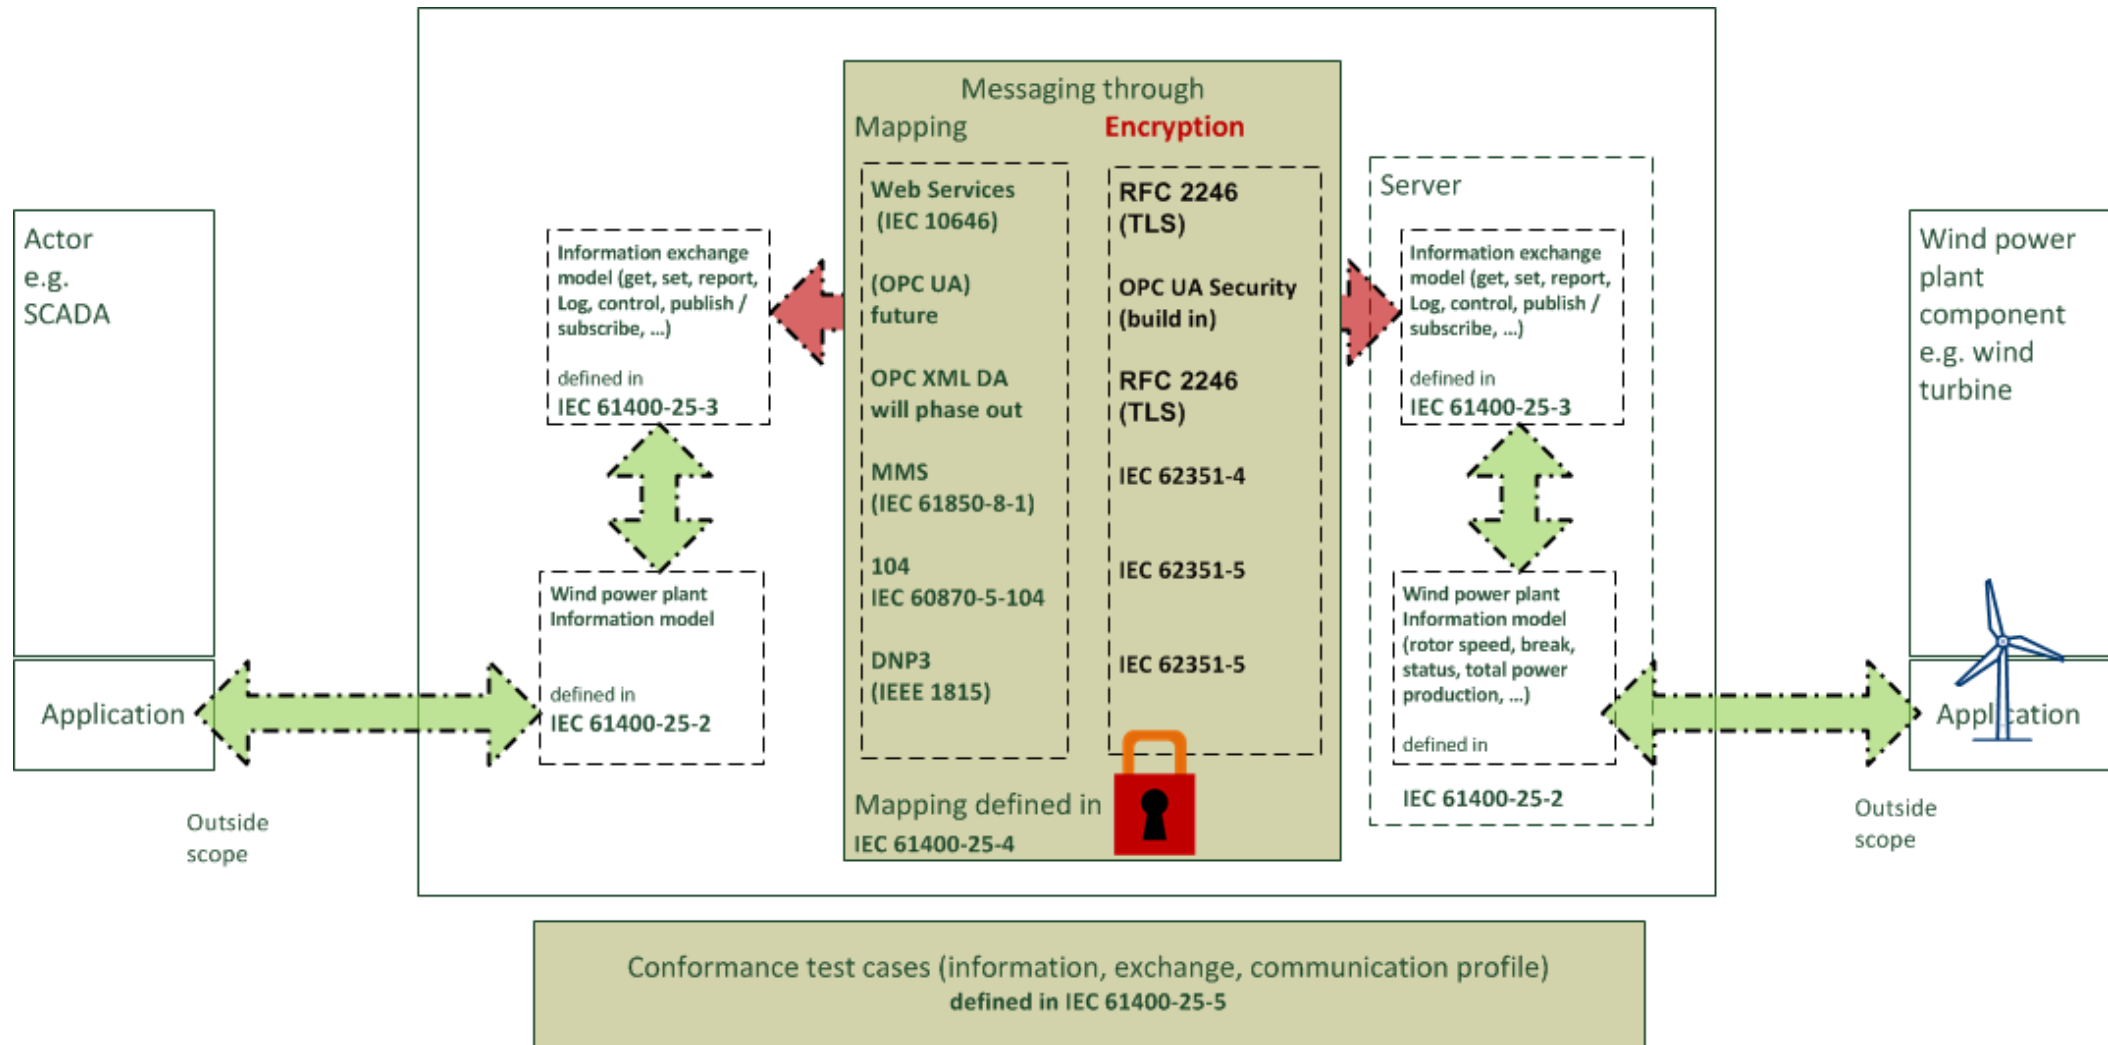 Actor
e.g.
SCADA
Application
Outside
scope
Information exchange
model (get, set, report,
Log, control, publish /
subscribe, ...)
defined in
IEC 61400-25-3
Wind power plant
Information model
defined in
IEC 61400-25-2
Messaging through
Mapping
Encryption
Web Services
(IEC 10646)
RFC 2246
(TLS)
(OPC UA)
future
OPC UA Security
(build in)
OPC XML DA
will phase out
RFC 2246
(TLS)
MMS
(IEC 61850-8-1)
IEC 62351-4
104
IEC 60870-5-104
IEC 62351-5
DNP3
(IEEE 1815)
IEC 62351-5
Mapping defined in
IEC 61400-25-4
Server
Information exchange
model (get, set, report,
Log, control, publish /
subscribe, ...)
defined in
IEC 61400-25-3
Wind power plant
Information model
(rotor speed, break,
status, total power
production, ...)
defined in
IEC 61400-25-2
Wind power
plant
component
e.g. wind
turbine
Application
Outside
scope
Conformance test cases (information, exchange, communication profile)
defined in IEC 61400-25-5